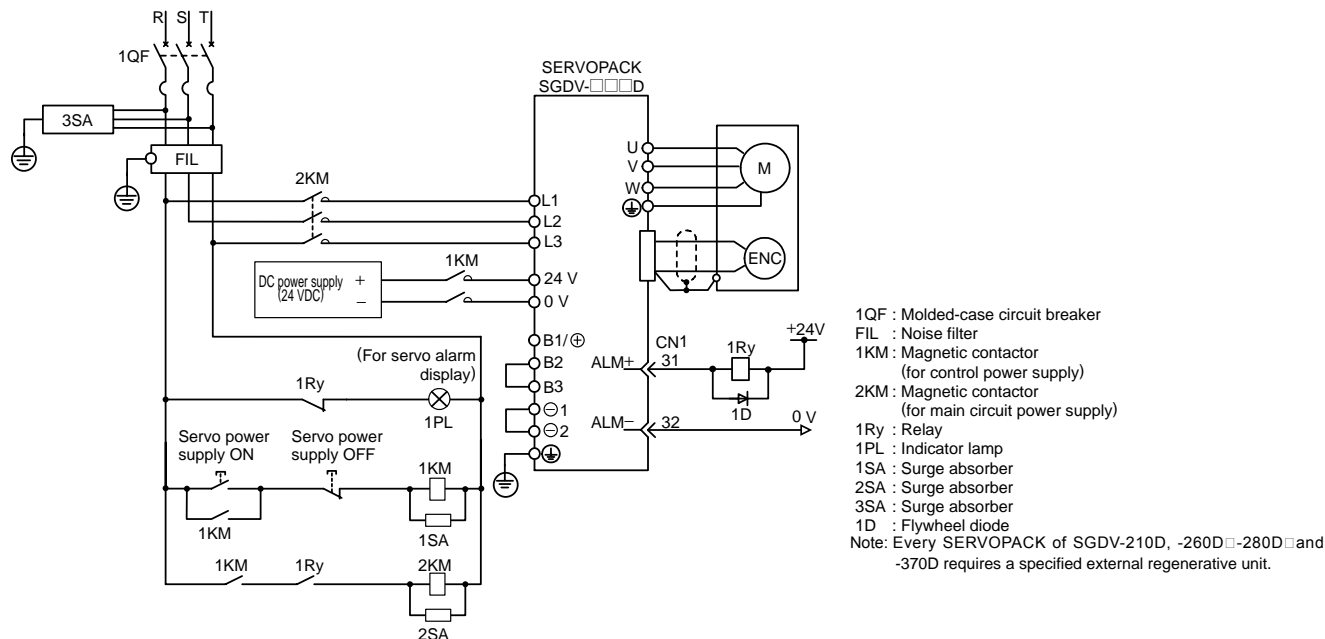 R S T
1QF
3SA
FIL
SERVOPACK
SGDV-□□□D
U
V
W
M
ENC
2KM
L1
L2
L3
DC power supply
(24 VDC)
+
−
1KM
24 V
0 V
B1/⊕
B2
B3
⊖1
⊖2
CN1
ALM+ 31
1Ry
+24V
1D
ALM− 32
0 V
(For servo alarm
display)
1Ry
1PL
Servo power
supply ON
Servo power
supply OFF
1KM
1KM
1SA
1KM
1Ry
2KM
2SA
1QF : Molded-case circuit breaker
FIL : Noise filter
1KM : Magnetic contactor
(for control power supply)
2KM : Magnetic contactor
(for main circuit power supply)
1Ry : Relay
1PL : Indicator lamp
1SA : Surge absorber
2SA : Surge absorber
3SA : Surge absorber
1D : Flywheel diode
Note: Every SERVOPACK of SGDV-210D, -260D□-280D□and
-370D requires a specified external regenerative unit.